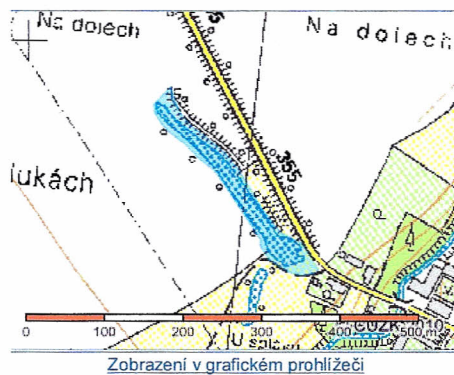 Na dolech
Na dolech
355
lukách
0 100 200 300 400 500 m
Zobrazení v grafickém prohlížeči